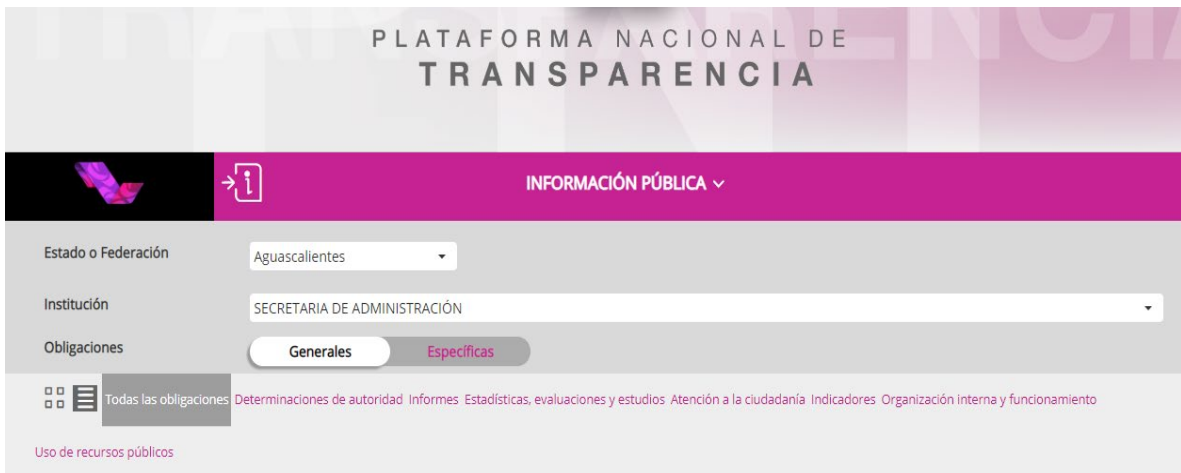 PLATAFORMA NACIONAL DE
TRANSPARENCIA
INFORMACIÓN PÚBLICA
Estado o Federación
Aguascalientes
Institución
SECRETARIA DE ADMINISTRACIÓN
Obligaciones
Generales
Específicas
Todas las obligaciones Determinaciones de autoridad Informes Estadísticas, evaluaciones y estudios Atención a la ciudadanía Indicadores Organización interna y funcionamiento
Uso de recursos públicos